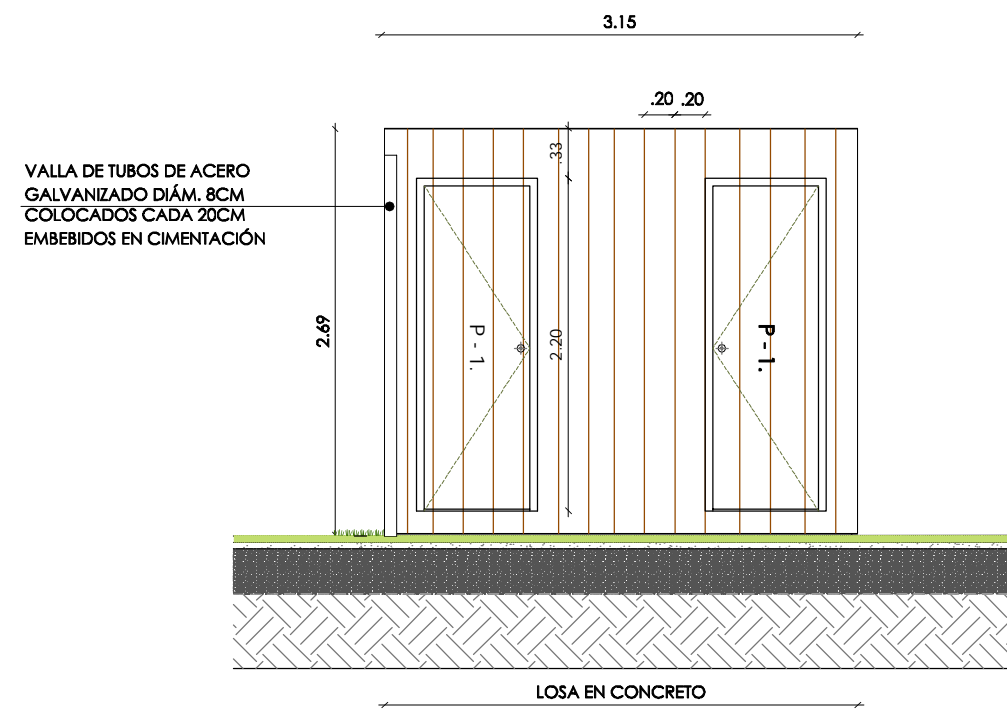 3.15
.20 .20
.33
VALLA DE TUBOS DE ACERO
GALVANIZADO DIÁM. 8CM
COLOCADOS CADA 20CM
EMBEBIDOS EN CIMENTACIÓN
2.69
P - 1.
2.20
P - 1.
LOSA EN CONCRETO